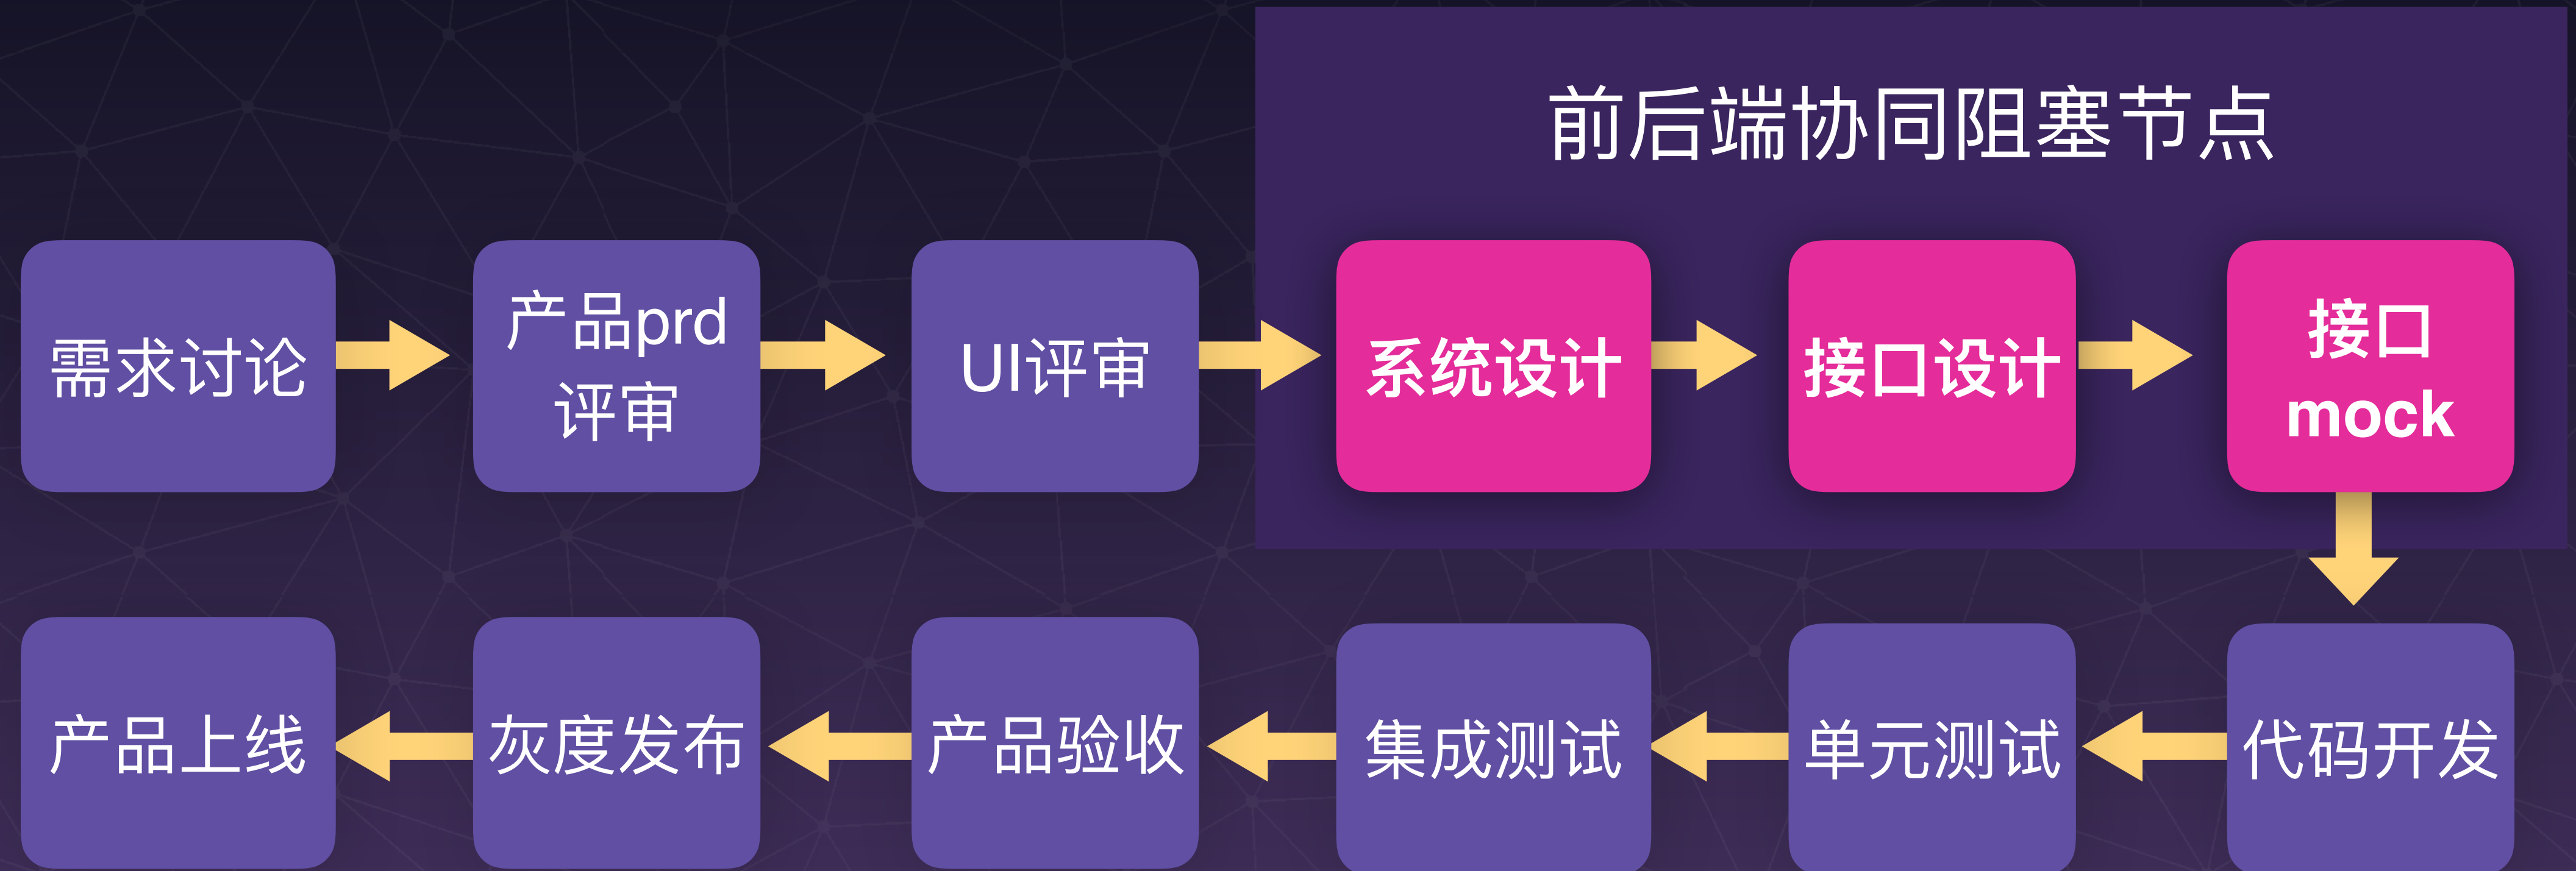 前后端协同阻塞节点
需求讨论
产品prd
评审
UI评审
系统设计
接口设计
接口
mock
产品上线
灰度发布
产品验收
集成测试
单元测试
代码开发